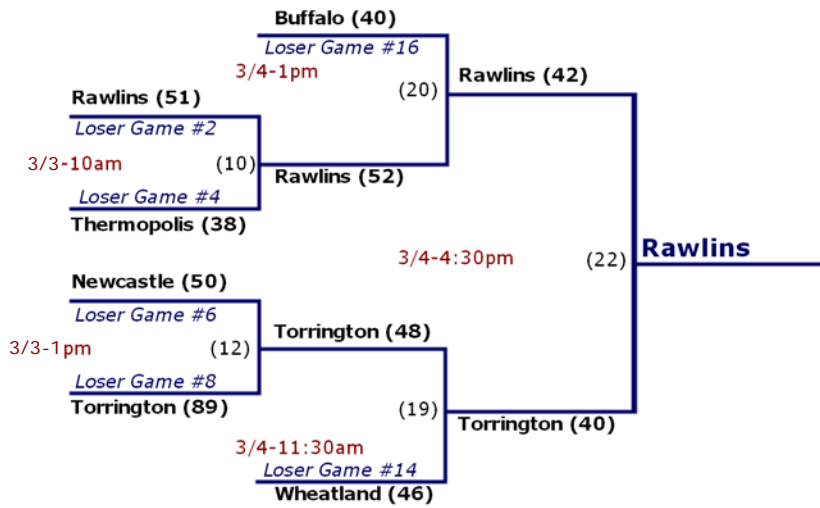 Buffalo (40)
Loser Game #16
3/4-1pm
(20)
Rawlins (42)
Rawlins (51)
Loser Game #2
3/3-10am
(10)
Rawlins (52)
Loser Game #4
Thermopolis (38)
3/4-4:30pm
(22)
Rawlins
Newcastle (50)
Loser Game #6
3/3-1pm
(12)
Torrington (48)
Loser Game #8
Torrington (89)
(19)
Torrington (40)
3/4-11:30am
Loser Game #14
Wheatland (46)